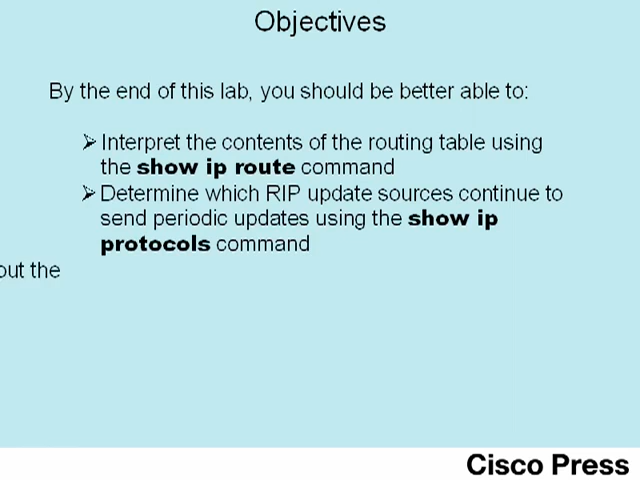 Objectives
By the end of this lab, you should be better able to:
➢ Interpret the contents of the routing table using
the show ip route command
➢ Determine which RIP update sources continue to
send periodic updates using the show ip
protocols command
out the
Cisco Press